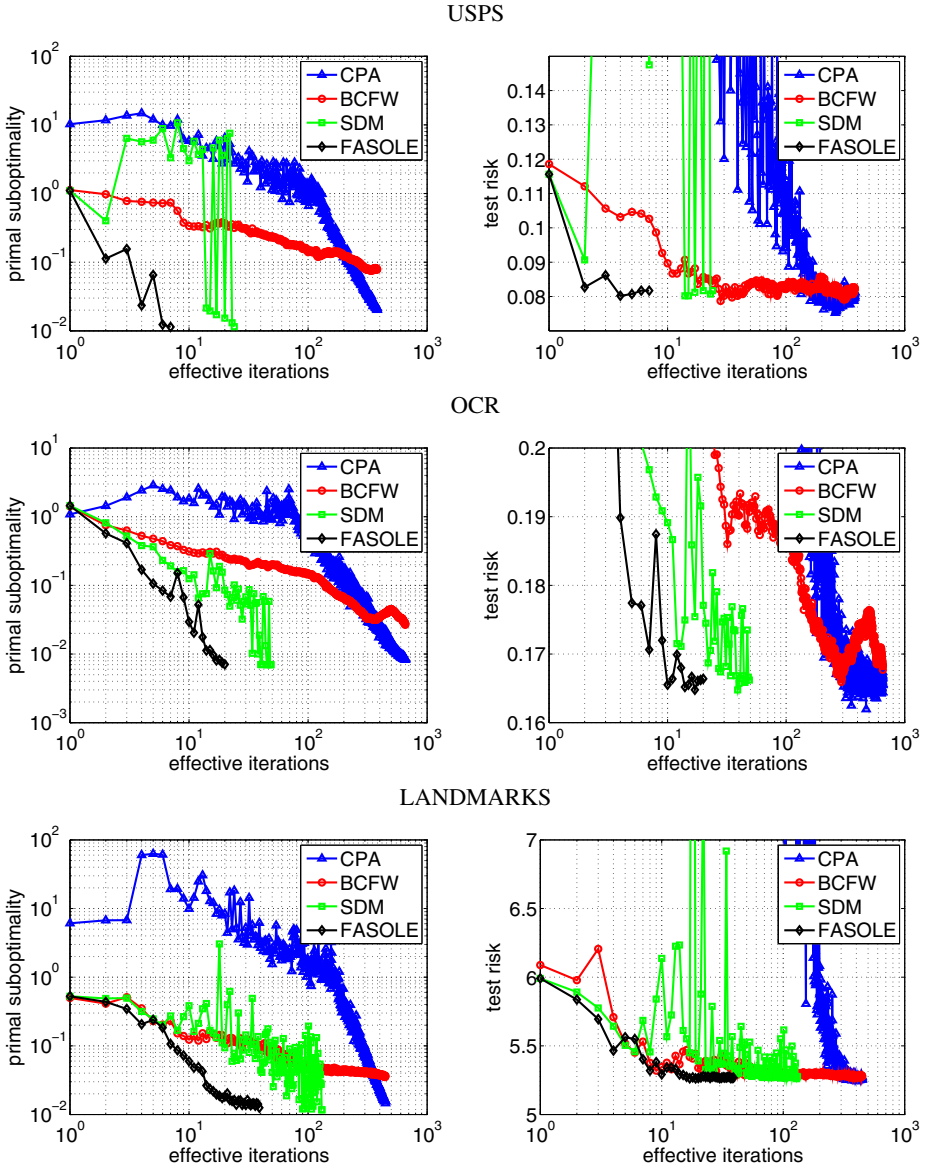 USPS
10^2
10^1
10^0
10^-1
10^-2
10^0
10^1
10^2
10^3
primal suboptimality
effective iterations
CPA
BCFW
SDM
FASOLE
0.14
0.13
0.12
0.11
0.1
0.09
0.08
10^0
10^1
10^2
10^3
test risk
effective iterations
CPA
BCFW
SDM
FASOLE
OCR
10^1
10^0
10^-1
10^-2
10^-3
10^0
10^1
10^2
10^3
primal suboptimality
effective iterations
CPA
BCFW
SDM
FASOLE
0.2
0.19
0.18
0.17
0.16
10^0
10^1
10^2
10^3
test risk
effective iterations
CPA
BCFW
SDM
FASOLE
LANDMARKS
10^2
10^1
10^0
10^-1
10^-2
10^0
10^1
10^2
10^3
primal suboptimality
effective iterations
CPA
BCFW
SDM
FASOLE
7
6.5
6
5.5
5
10^0
10^1
10^2
10^3
test risk
effective iterations
CPA
BCFW
SDM
FASOLE